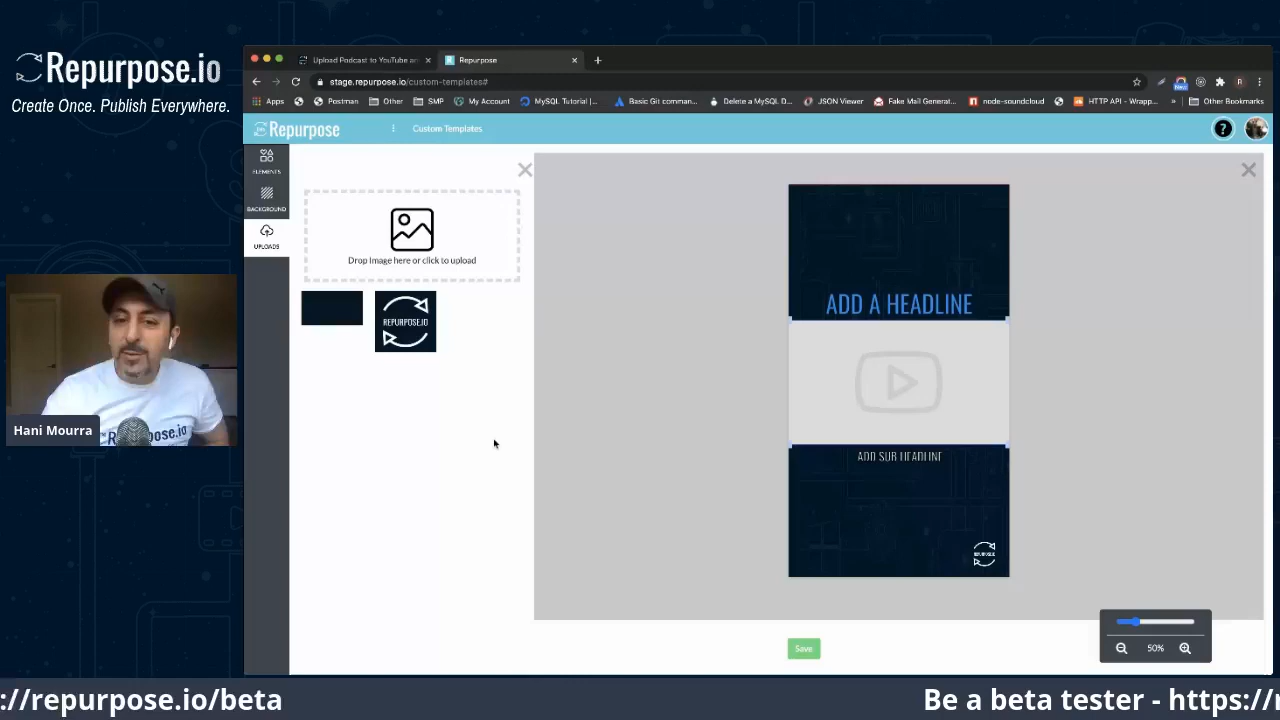 Repurpose.io
Create Once. Publish Everywhere.
Upload Podcast to YouTube an
Repurpose
stage.repurpose.io/custom-templates#
Apps
Postman
Other
SMP
My Account
MySQL Tutorial |...
Basic Git comman...
Delete a MySQL D...
JSON Viewer
Fake Mail Generat...
node-soundcloud
HTTP API - Wrapp...
»
Other Bookmarks
Repurpose
Custom Templates
?
ELEMENTS
BACKGROUND
UPLOADS
Drop Image here or click to upload
REPURPOSE.IO
ADD A HEADLINE
ADD SUB HEADLINE
Save
50%
Hani Mourra
://repurpose.io/beta
Be a beta tester - https://r